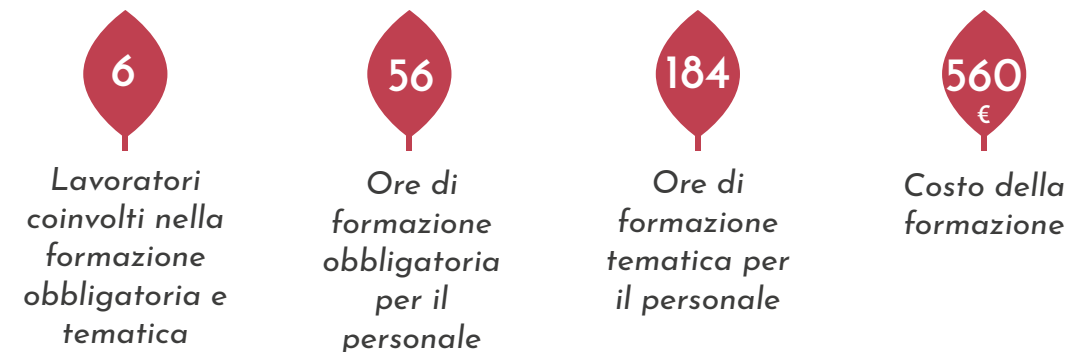 6
Lavoratori
coinvolti nella
formazione
obbligatoria e
tematica
56
Ore di
formazione
obbligatoria
per il
personale
184
Ore di
formazione
tematica per
il personale
560
€
Costo della
formazione